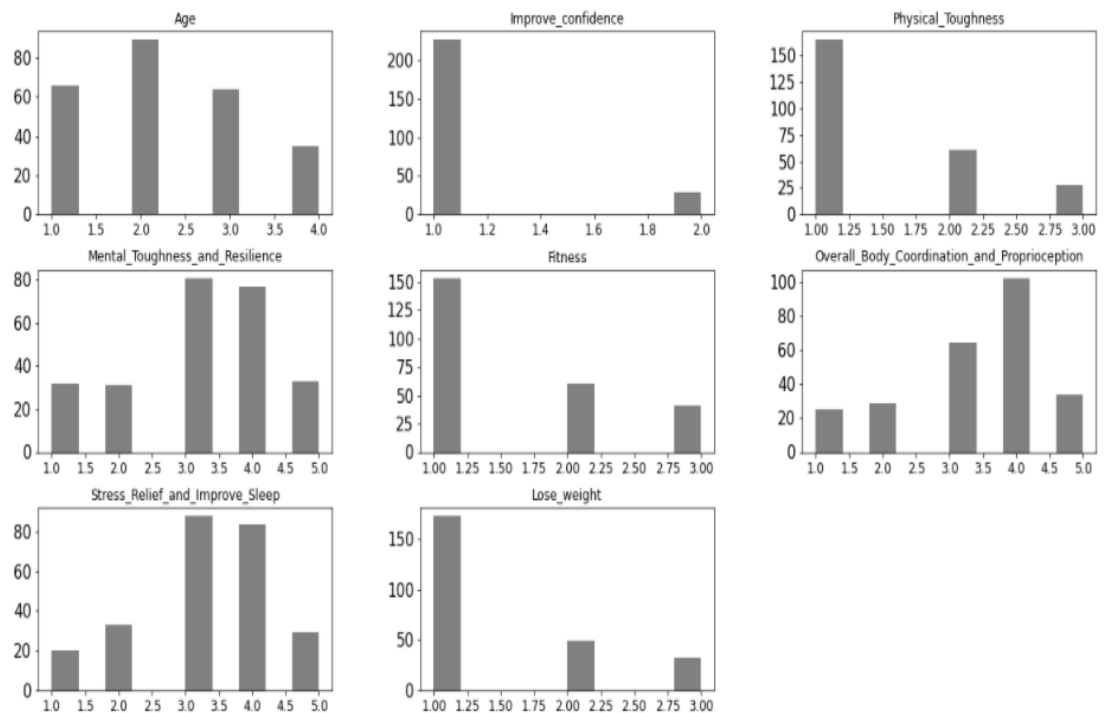 Age
80
60
40
20
0
1.0 1.5 2.0 2.5 3.0 3.5 4.0
Improve_confidence
200
150
100
50
0
1.0 1.2 1.4 1.6 1.8 2.0
Physical_Toughness
150
125
100
75
50
25
0
1.00 1.25 1.50 1.75 2.00 2.25 2.50 2.75 3.00
Mental_Toughness_and_Resilience
80
60
40
20
0
1.0 1.5 2.0 2.5 3.0 3.5 4.0 4.5 5.0
Fitness
150
125
100
75
50
25
0
1.00 1.25 1.50 1.75 2.00 2.25 2.50 2.75 3.00
Overall_Body_Coordination_and_Proprioception
100
80
60
40
20
0
1.0 1.5 2.0 2.5 3.0 3.5 4.0 4.5 5.0
Stress_Relief_and_Improve_Sleep
80
60
40
20
0
1.0 1.5 2.0 2.5 3.0 3.5 4.0 4.5 5.0
Lose_weight
150
100
50
0
1.00 1.25 1.50 1.75 2.00 2.25 2.50 2.75 3.00